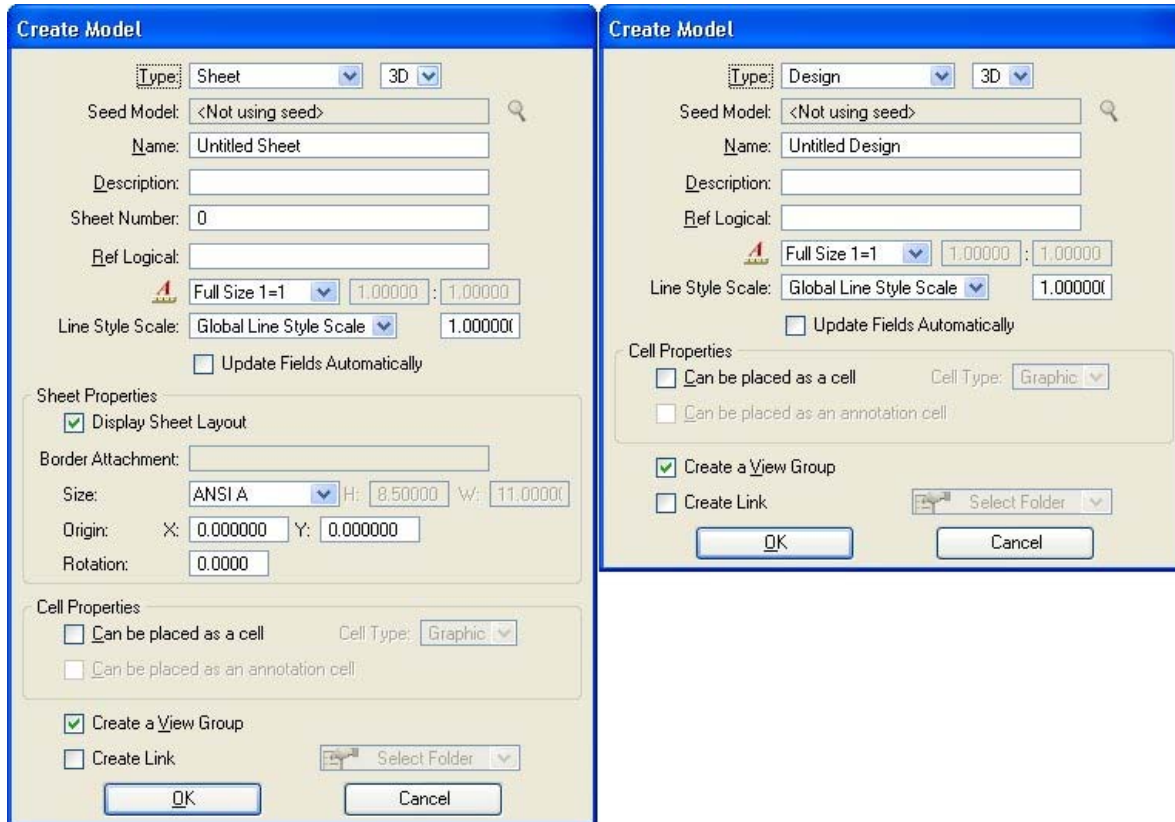 Create Model
Type: Sheet 3D
Seed Model: <Not using seed>
Name: Untitled Sheet
Description:
Sheet Number: 0
Ref Logical:
A Full Size 1=1 1.00000 : 1.00000
Line Style Scale: Global Line Style Scale 1.00000(
Update Fields Automatically
Sheet Properties
Display Sheet Layout
Border Attachment:
Size: ANSI A H: 8.50000 W: 11.0000(
Origin: X: 0.000000 Y: 0.000000
Rotation: 0.0000
Cell Properties
Can be placed as a cell Cell Type: Graphic
Can be placed as an annotation cell
Create a View Group
Create Link Select Folder
OK Cancel
Create Model
Type: Design 3D
Seed Model: <Not using seed>
Name: Untitled Design
Description:
Ref Logical:
A Full Size 1=1 1.00000 : 1.00000
Line Style Scale: Global Line Style Scale 1.00000(
Update Fields Automatically
Cell Properties
Can be placed as a cell Cell Type: Graphic
Can be placed as an annotation cell
Create a View Group
Create Link Select Folder
OK Cancel